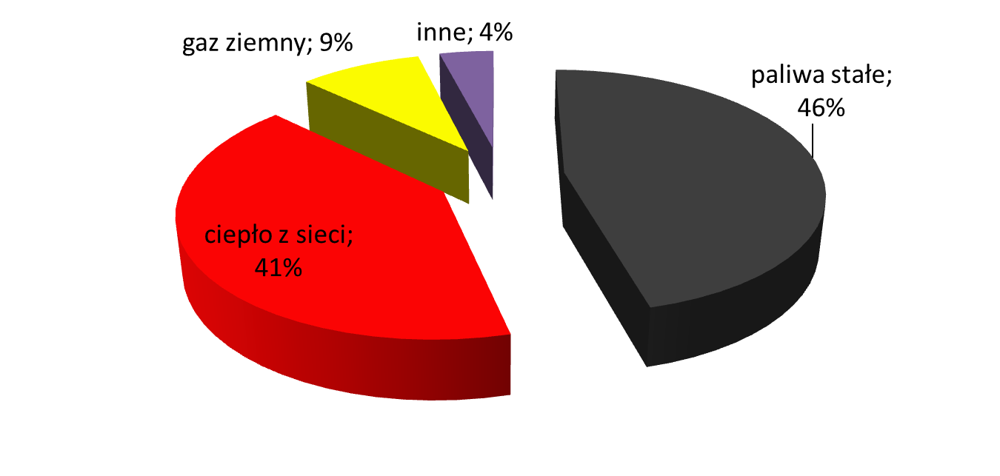 gaz ziemny; 9%
inne; 4%
paliwa stałe;
46%
ciepło z sieci;
41%